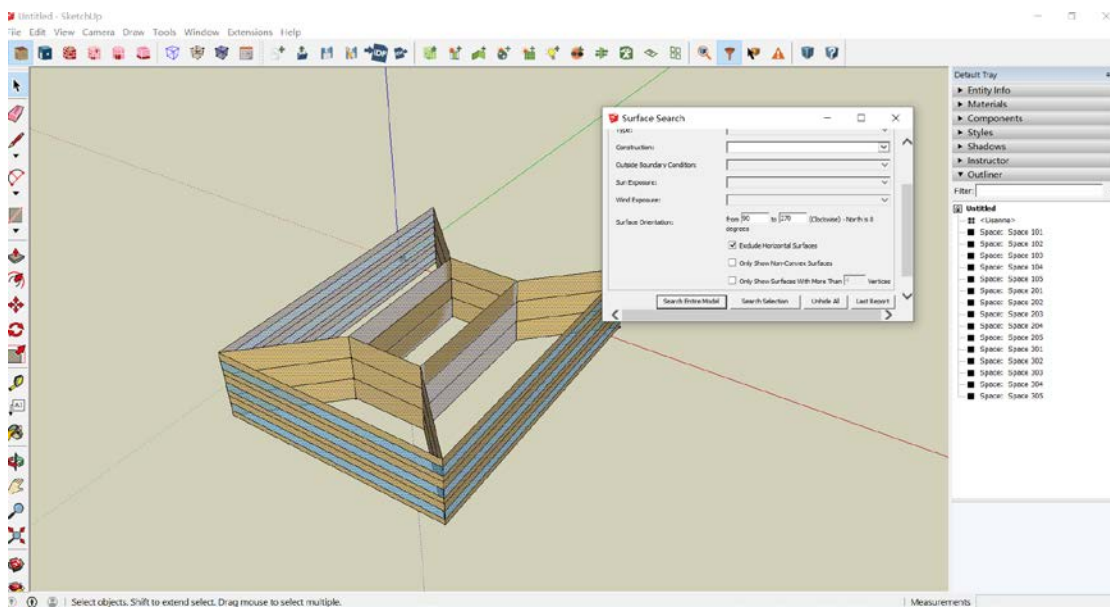 Untitled - SketchUp
File Edit View Camera Draw Tools Window Extensions Help
Default Tray
Entity Info
Materials
Components
Styles
Shadows
Instructor
Outliner
Filter:
Untitled
Space: Space 101
Space: Space 102
Space: Space 103
Space: Space 104
Space: Space 105
Space: Space 201
Space: Space 202
Space: Space 203
Space: Space 204
Space: Space 205
Space: Space 301
Space: Space 302
Space: Space 303
Space: Space 304
Space: Space 305
Surface Search
Type:
Construction:
Outside Boundary Condition:
Sun Exposure:
Wind Exposure:
Surface Orientation: from 90 to 270 (Clockwise) - North is 0
degrees
Exclude Horizontal Surfaces
Only Show Non-Convex Surfaces
Only Show Surfaces With More Than Vertices
Search Entire Model Search Selection Unhide All Last Report
Select objects. Shift to extend select. Drag mouse to select multiple.
Measurements